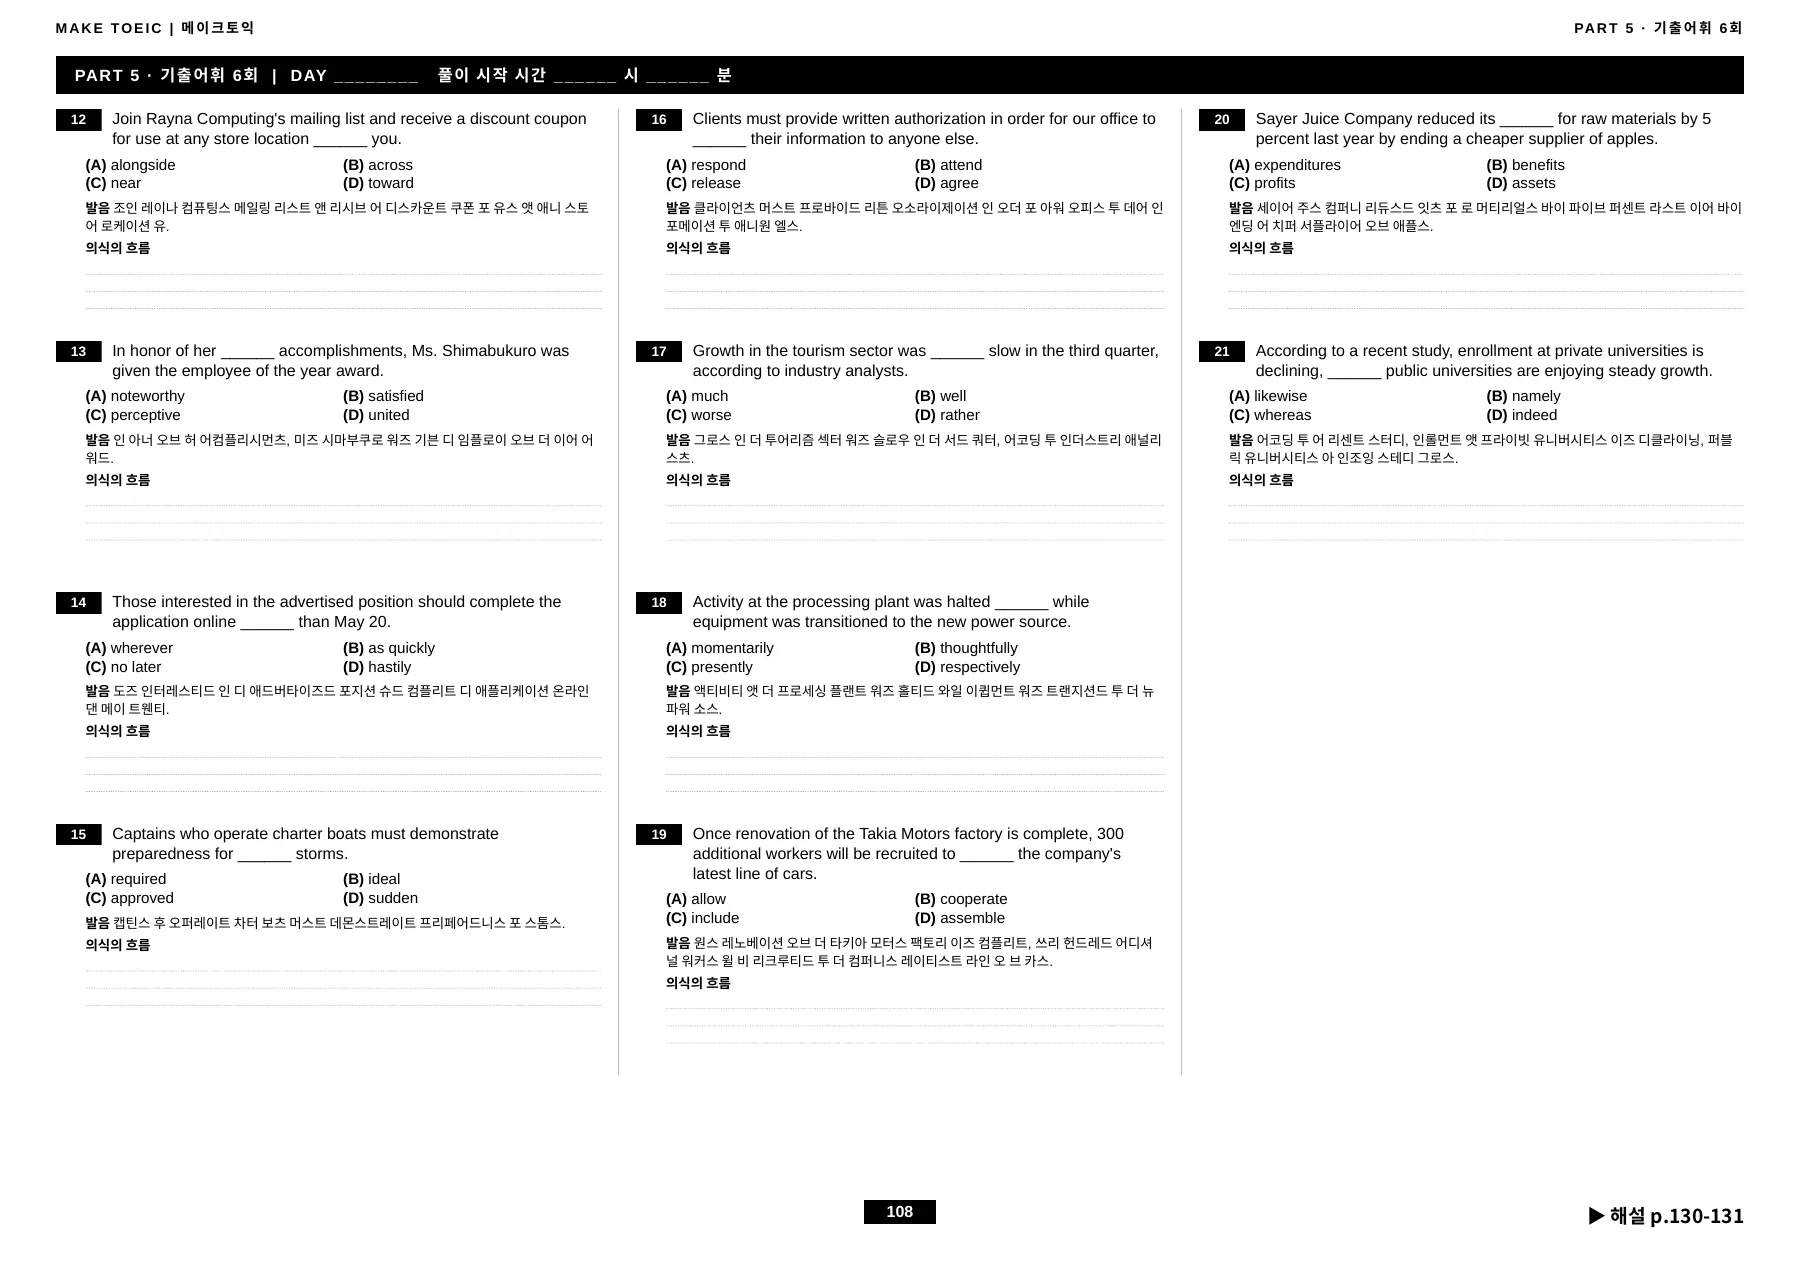 MAKE TOEIC | 메이크토익
PART 5 · 기출어휘 6회
PART 5 · 기출어휘 6회 | DAY ________ 풀이 시작 시간 ______ 시 ______ 분
12 Join Rayna Computing's mailing list and receive a discount coupon
for use at any store location ______ you.
(A) alongside (B) across
(C) near (D) toward
발음 조인 레이나 컴퓨팅스 메일링 리스트 앤 리시브 어 디스카운트 쿠폰 포 유스 앳 애니 스토
어 로케이션 유.
의식의 흐름
13 In honor of her ______ accomplishments, Ms. Shimabukuro was
given the employee of the year award.
(A) noteworthy (B) satisfied
(C) perceptive (D) united
발음 인 아너 오브 허 어컴플리시먼츠, 미즈 시마부쿠로 워즈 기븐 디 임플로이 오브 더 이어 어
워드.
의식의 흐름
14 Those interested in the advertised position should complete the
application online ______ than May 20.
(A) wherever (B) as quickly
(C) no later (D) hastily
발음 도즈 인터레스티드 인 디 애드버타이즈드 포지션 슈드 컴플리트 디 애플리케이션 온라인
댄 메이 트웬티.
의식의 흐름
15 Captains who operate charter boats must demonstrate
preparedness for ______ storms.
(A) required (B) ideal
(C) approved (D) sudden
발음 캡틴스 후 오퍼레이트 차터 보츠 머스트 데몬스트레이트 프리페어드니스 포 스톰스.
의식의 흐름
16 Clients must provide written authorization in order for our office to
______ their information to anyone else.
(A) respond (B) attend
(C) release (D) agree
발음 클라이언츠 머스트 프로바이드 리튼 오소라이제이션 인 오더 포 아워 오피스 투 데어 인
포메이션 투 애니원 엘스.
의식의 흐름
17 Growth in the tourism sector was ______ slow in the third quarter,
according to industry analysts.
(A) much (B) well
(C) worse (D) rather
발음 그로스 인 더 투어리즘 섹터 워즈 슬로우 인 더 서드 쿼터, 어코딩 투 인더스트리 애널리
스츠.
의식의 흐름
18 Activity at the processing plant was halted ______ while
equipment was transitioned to the new power source.
(A) momentarily (B) thoughtfully
(C) presently (D) respectively
발음 액티비티 앳 더 프로세싱 플랜트 워즈 홀티드 와일 이큅먼트 워즈 트랜지션드 투 더 뉴
파워 소스.
의식의 흐름
19 Once renovation of the Takia Motors factory is complete, 300
additional workers will be recruited to ______ the company's
latest line of cars.
(A) allow (B) cooperate
(C) include (D) assemble
발음 원스 레노베이션 오브 더 타키아 모터스 팩토리 이즈 컴플리트, 쓰리 헌드레드 어디셔
널 워커스 윌 비 리크루티드 투 더 컴퍼니스 레이티스트 라인 오 브 카스.
의식의 흐름
20 Sayer Juice Company reduced its ______ for raw materials by 5
percent last year by ending a cheaper supplier of apples.
(A) expenditures (B) benefits
(C) profits (D) assets
발음 세이어 주스 컴퍼니 리듀스드 잇츠 포 로 머티리얼스 바이 파이브 퍼센트 라스트 이어 바이
엔딩 어 치퍼 서플라이어 오브 애플스.
의식의 흐름
21 According to a recent study, enrollment at private universities is
declining, ______ public universities are enjoying steady growth.
(A) likewise (B) namely
(C) whereas (D) indeed
발음 어코딩 투 어 리센트 스터디, 인롤먼트 앳 프라이빗 유니버시티스 이즈 디클라이닝, 퍼블
릭 유니버시티스 아 인조잉 스테디 그로스.
의식의 흐름
108
▶ 해설 p.130-131